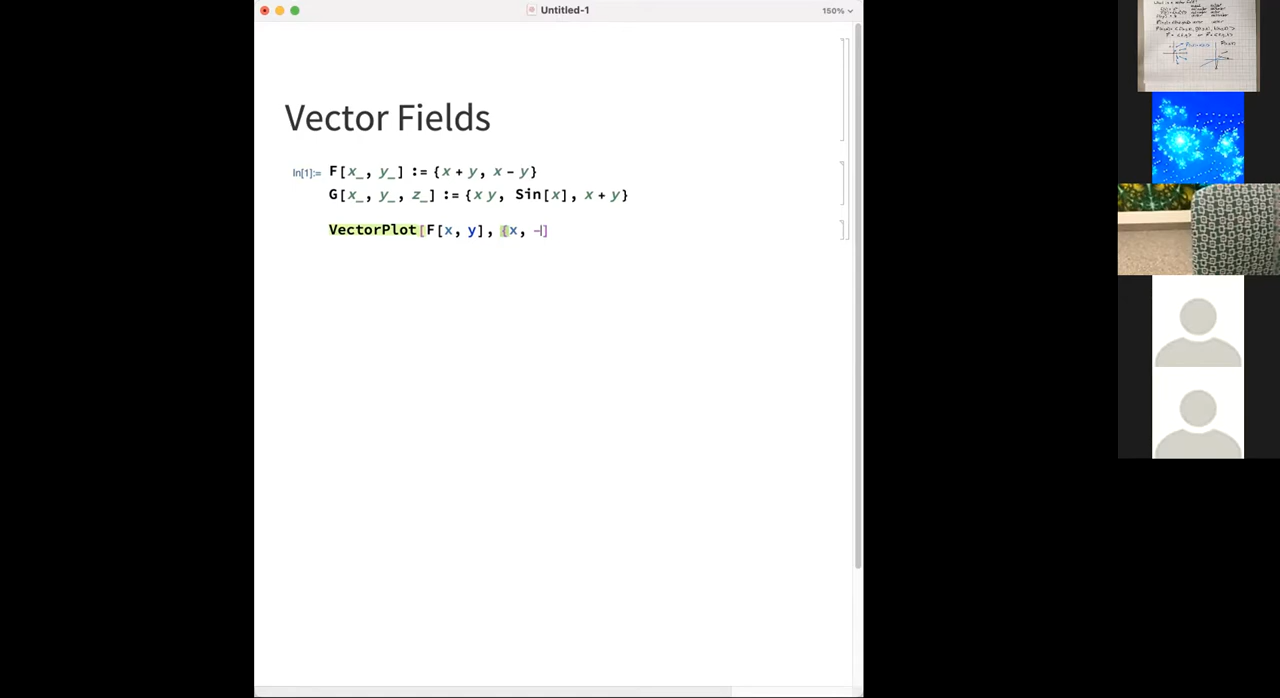 Untitled-1
150%
Vector Fields
In[1]:= F[x_, y_] := {x + y, x - y}
G[x_, y_, z_] := {x y, Sin[x], x + y}
VectorPlot[F[x, y], {x, -]